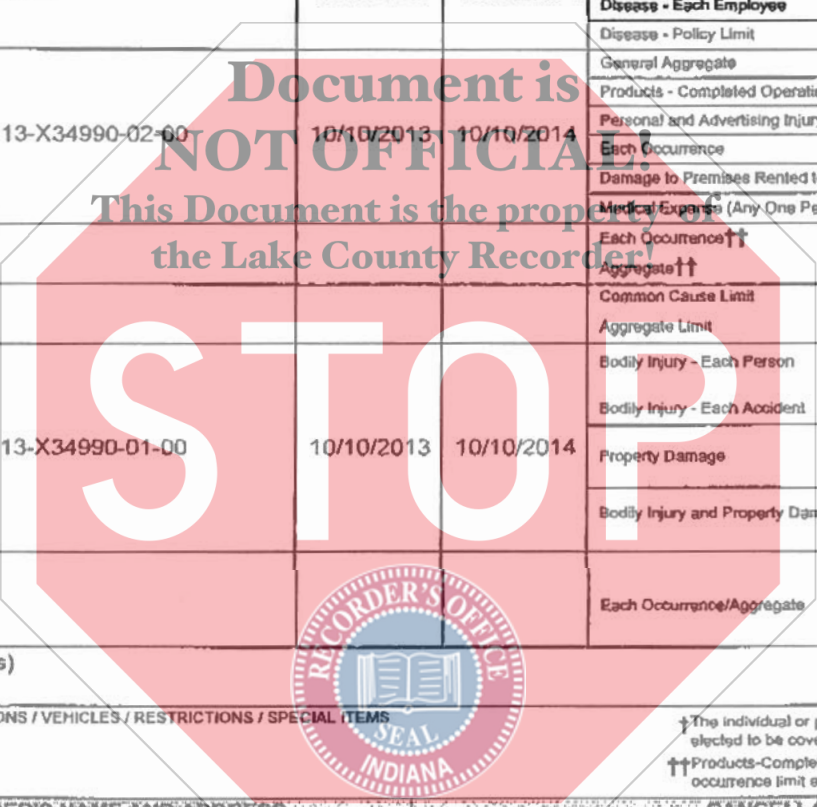 Disease - Each Employee
Disease - Policy Limit
General Aggregate
Products - Completed Operati
13-X34990-02-00 10/10/2013 10/10/2014
Personal and Advertising Injury
Each Occurrence
Damage to Premises Rented t
Medical Expense (Any One Pe
Each Occurrence††
Aggregate††
Common Cause Limit
Aggregate Limit
Bodily Injury - Each Person
Bodily Injury - Each Accident
13-X34990-01-00 10/10/2013 10/10/2014
Property Damage
Bodily Injury and Property Dam
Each Occurrence/Aggregate
s)
ONS / VEHICLES / RESTRICTIONS / SPECIAL ITEMS
†The individual or p
elected to be cove
††Products-Comple
occurrence limit e
Document is
NOT OFFICIAL!
This Document is the property of
the Lake County Recorder!
STOP
RECORDER'S OFFICE
SEAL
INDIANA